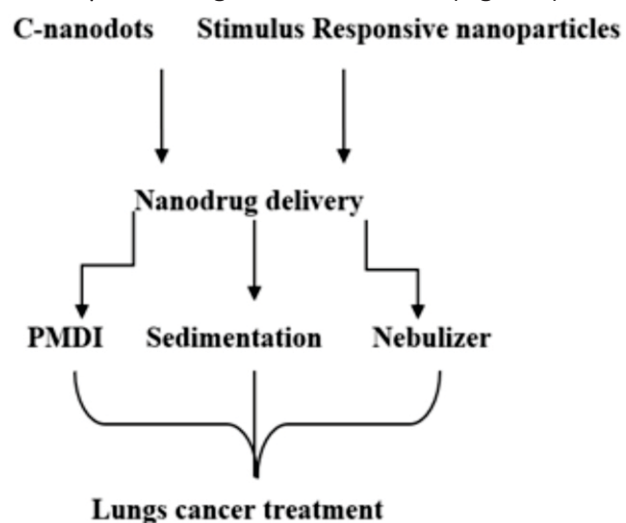 C-nanodots Stimulus Responsive nanoparticles
Nanodrug delivery
PMDI Sedimentation Nebulizer
Lungs cancer treatment